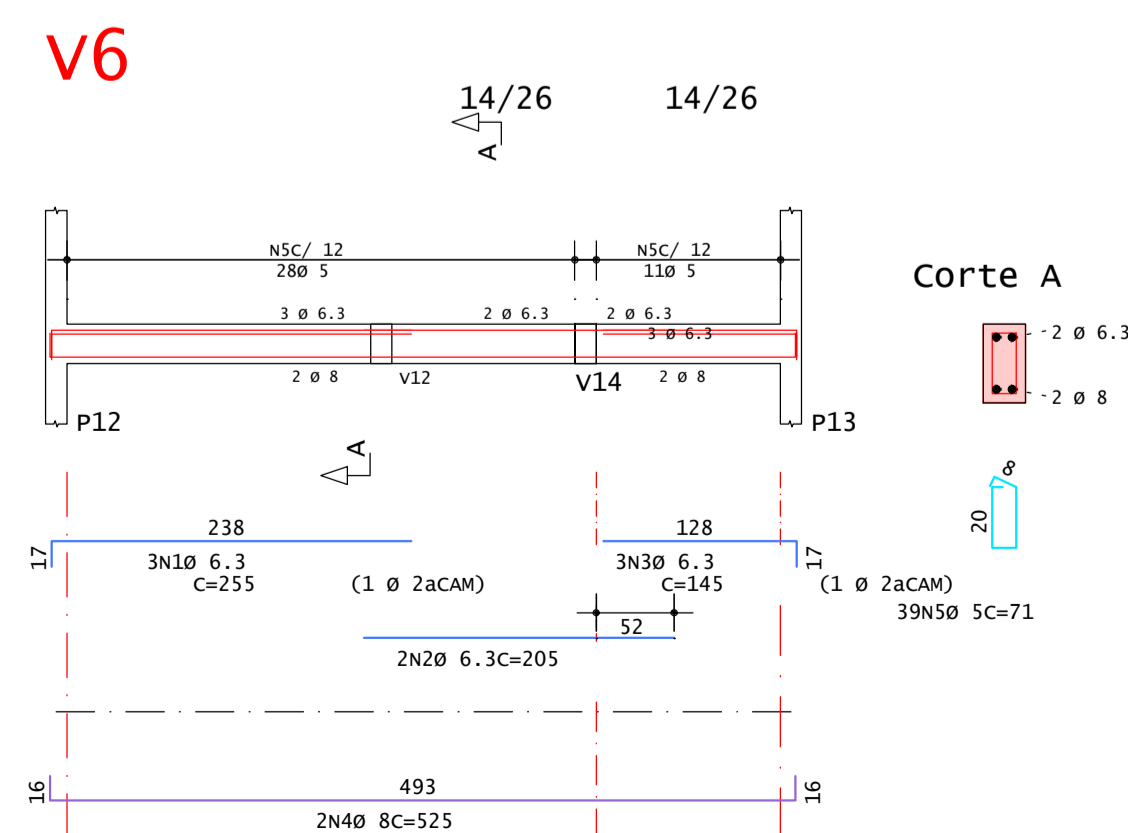 V6
14/26 14/26
A
N5C/ 12 N5C/ 12
28Ø 5 11Ø 5
Corte A
3 Ø 6.3 2 Ø 6.3 2 Ø 6.3
3 Ø 6.3
2 Ø 6.3
2 Ø 8 V12 V14 2 Ø 8
2 Ø 8
P12 P13
A
8
20
238 128
17 17
3N1Ø 6.3 3N3Ø 6.3
C=255 (1 Ø 2aCAM) C=145 (1 Ø 2aCAM)
39N5Ø 5C=71
52
2N2Ø 6.3C=205
16 493 16
2N4Ø 8C=525